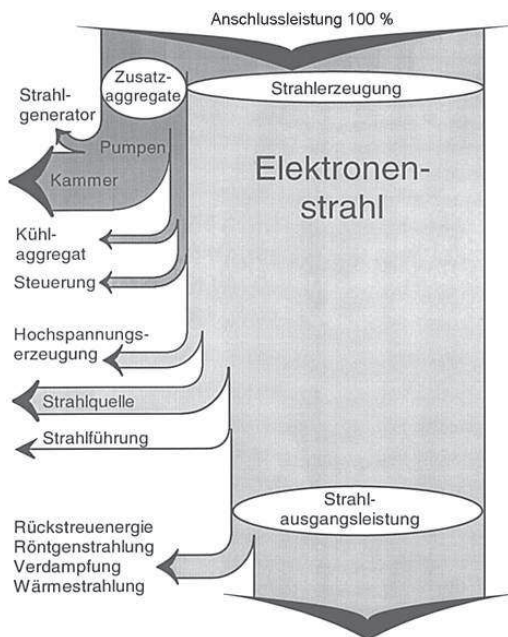 Anschlussleistung 100 %
Zusatz-
aggregate
Strahlerzeugung
Strahl-
generator
Pumpen
Kammer
Elektronen-
strahl
Kühl-
aggregat
Steuerung
Hochspannungs-
erzeugung
Strahlquelle
Strahlführung
Strahl-
ausgangsleistung
Rückstreuenergie
Röntgenstrahlung
Verdampfung
Wärmestrahlung